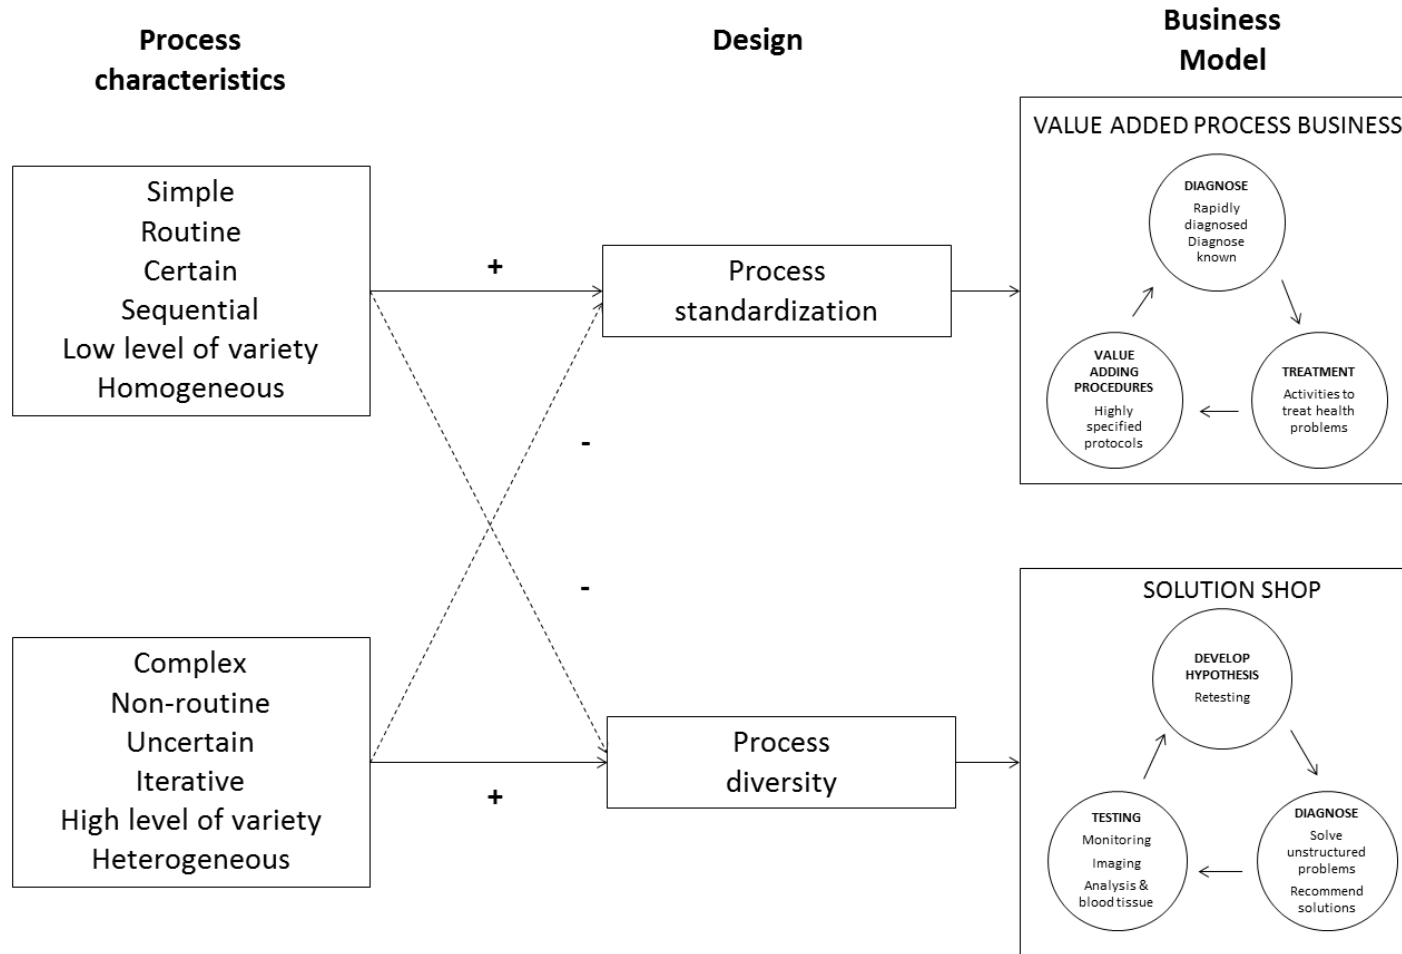 Process
characteristics
Design
Business
Model
Simple
Routine
Certain
Sequential
Low level of variety
Homogeneous
+
Process
standardization
VALUE ADDED PROCESS BUSINESS
DIAGNOSE
Rapidly
diagnosed
Diagnose
known
VALUE
ADDING
PROCEDURES
Highly
specified
protocols
TREATMENT
Activities to
treat health
problems
-
-
Complex
Non-routine
Uncertain
Iterative
High level of variety
Heterogeneous
+
Process
diversity
SOLUTION SHOP
DEVELOP
HYPOTHESIS
Retesting
TESTING
Monitoring
Imaging
Analysis &
blood tissue
DIAGNOSE
Solve
unstructured
problems
Recommend
solutions